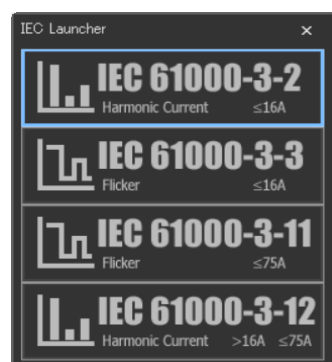 IEC Launcher
IEC 61000-3-2
Harmonic Current ≤16A
IEC 61000-3-3
Flicker ≤16A
IEC 61000-3-11
Flicker ≤75A
IEC 61000-3-12
Harmonic Current >16A ≤75A